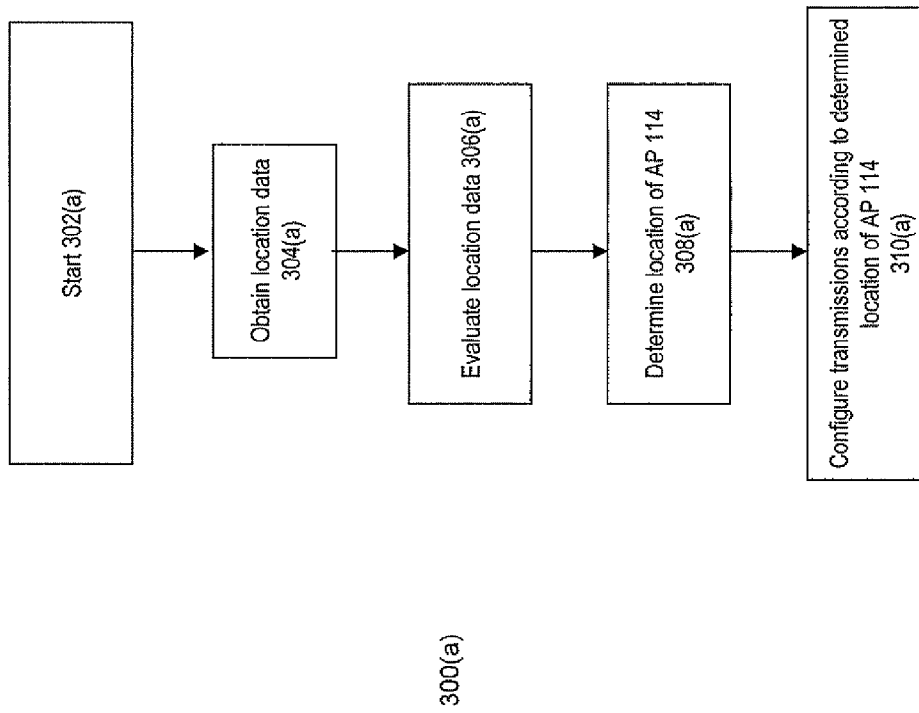 300(a)
Start 302(a)
Obtain location data
304(a)
Evaluate location data 306(a)
Determine location of AP 114
308(a)
Configure transmissions according to determined
location of AP 114
310(a)